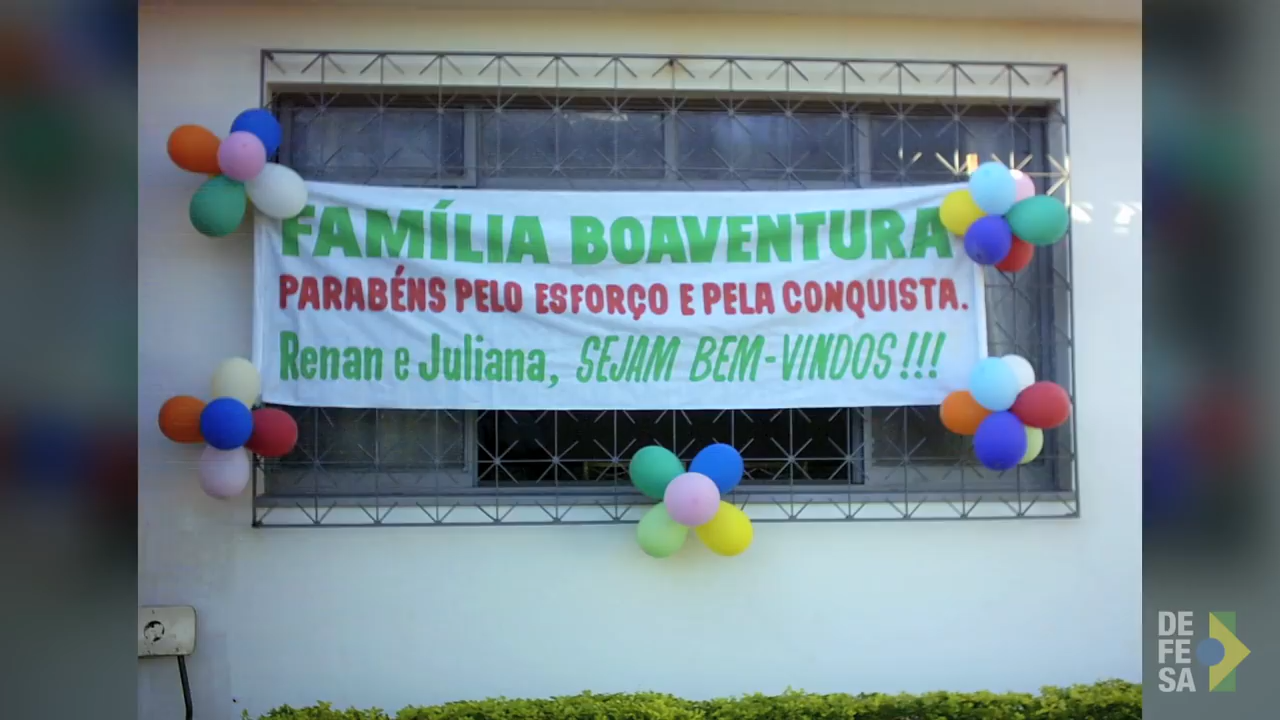 FAMÍLIA BOAVENTURA
PARABÉNS PELO ESFORÇO E PELA CONQUISTA.
Renan e Juliana, SEJAM BEM-VINDOS!!!
DE
FE
SA